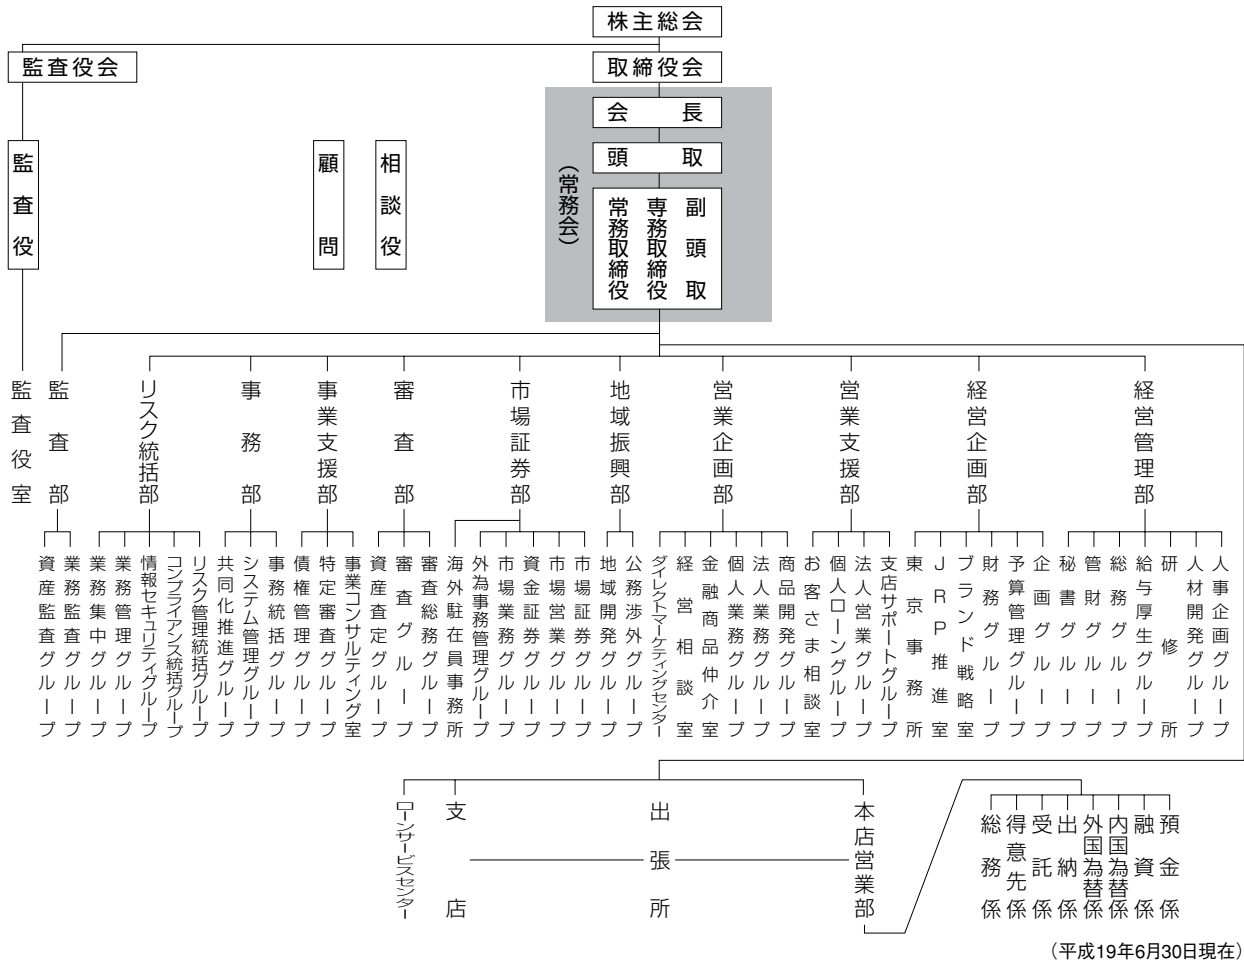 株主総会
監査役会
取締役会
会長
頭取
(常務会)
副頭取
専務取締役
常務取締役
相談役
顧問
監査役
経営管理部
経営企画部
営業支援部
営業企画部
地域振興部
市場証券部
審査部
事業支援部
事務部
リスク統括部
監査部
監査役室
人事企画グループ
人材開発グループ
研修所
給与厚生グループ
総務グループ
管財グループ
秘書グループ
企画グループ
予算管理グループ
財務グループ
ブランド戦略室
JRP推進室
東京事務所
支店サポートグループ
法人営業グループ
個人ローングループ
お客さま相談室
商品開発グループ
法人業務グループ
個人業務グループ
金融商品仲介室
経営相談室
ダイレクトマーケティングセンター
公務渉外グループ
地域開発グループ
市場証券グループ
市場営業グループ
資金証券グループ
市場業務グループ
外為事務管理グループ
海外駐在員事務所
審査総務グループ
審査グループ
資産査定グループ
事業コンサルティング室
特定審査グループ
債権管理グループ
事務統括グループ
システム管理グループ
共同化推進グループ
リスク管理統括グループ
コンプライアンス統括グループ
情報セキュリティグループ
業務管理グループ
業務集中グループ
業務監査グループ
資産監査グループ
本店営業部
出張所
支店
ローンサービスセンター
預金係
融資係
内国為替係
外国為替係
出納係
受託係
得意先係
総務係
(平成19年6月30日現在)